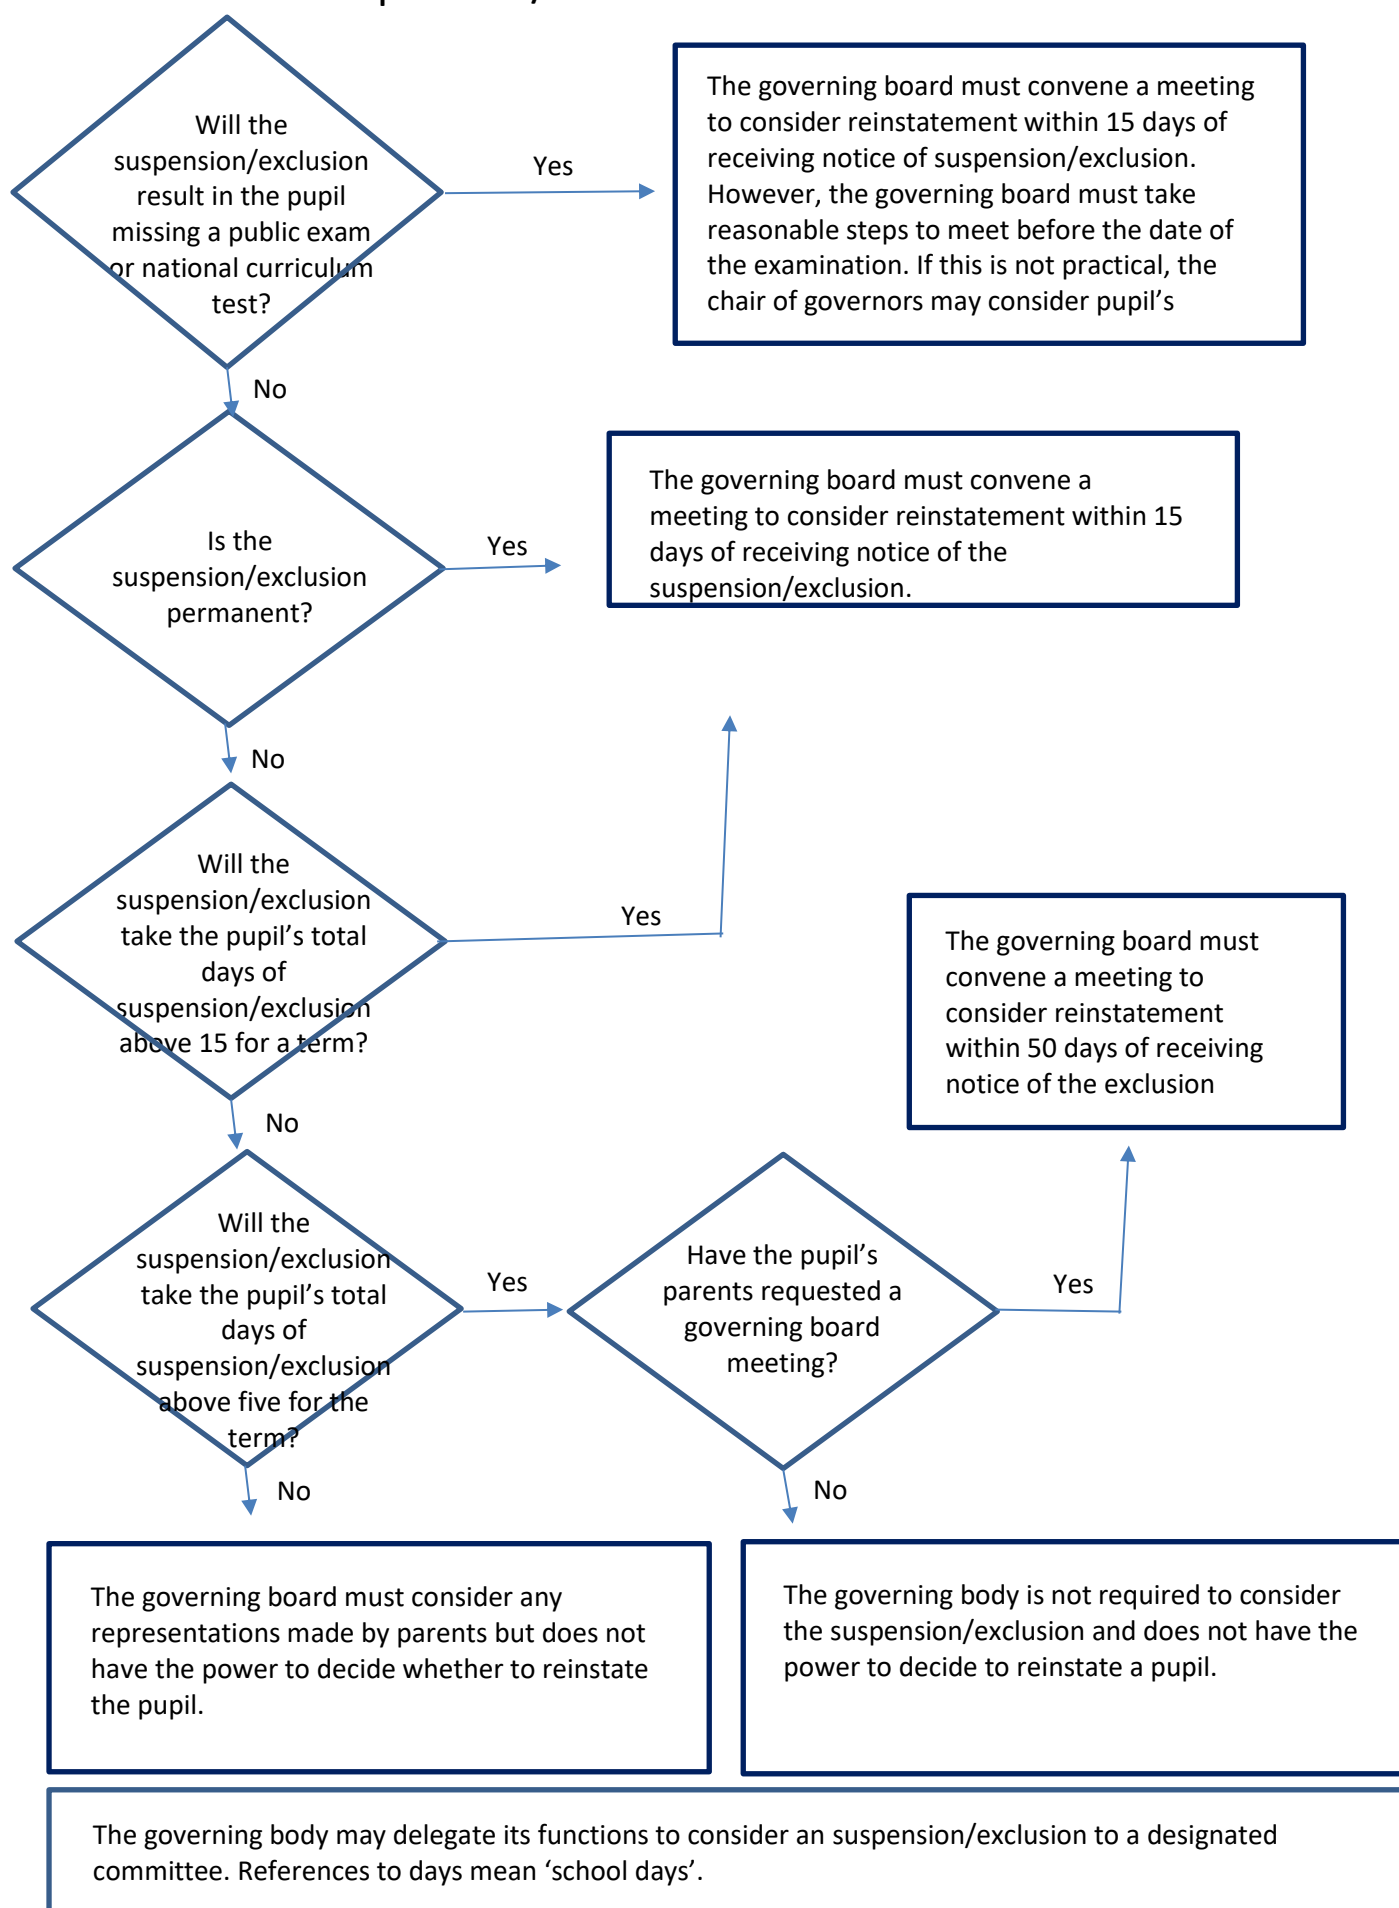 Will the
suspension/exclusion
result in the pupil
missing a public exam
or national curriculum
test?
Yes
The governing board must convene a meeting
to consider reinstatement within 15 days of
receiving notice of suspension/exclusion.
However, the governing board must take
reasonable steps to meet before the date of
the examination. If this is not practical, the
chair of governors may consider pupil’s
No
Is the
suspension/exclusion
permanent?
Yes
The governing board must convene a
meeting to consider reinstatement within 15
days of receiving notice of the
suspension/exclusion.
No
Will the
suspension/exclusion
take the pupil’s total
days of
suspension/exclusion
above 15 for a term?
Yes
The governing board must
convene a meeting to
consider reinstatement
within 50 days of receiving
notice of the exclusion
No
Will the
suspension/exclusion
take the pupil’s total
days of
suspension/exclusion
above five for the
term?
Yes
Have the pupil’s
parents requested a
governing board
meeting?
Yes
No
No
The governing board must consider any
representations made by parents but does not
have the power to decide whether to reinstate
the pupil.
The governing body is not required to consider
the suspension/exclusion and does not have the
power to decide to reinstate a pupil.
The governing body may delegate its functions to consider an suspension/exclusion to a designated
committee. References to days mean ‘school days’.